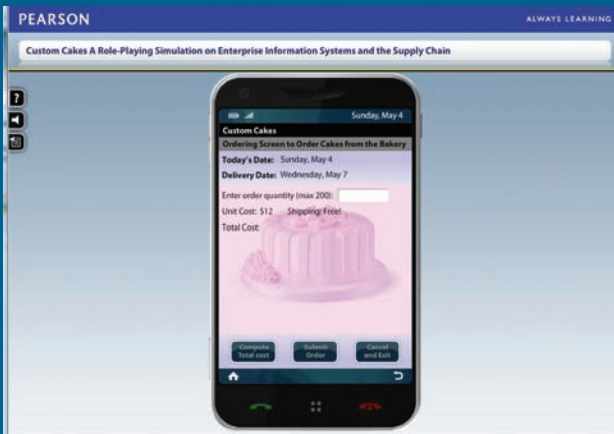 PEARSON
ALWAYS LEARNING
Custom Cakes A Role-Playing Simulation on Enterprise Information Systems and the Supply Chain
?
Sunday, May 4
Custom Cakes
Ordering Screen to Order Cakes from the Bakery
Today's Date: Sunday, May 4
Delivery Date: Wednesday, May 7
Enter order quantity (max 200):
Unit Cost: $12 Shipping: Free!
Total Cost:
Compute Total cost
Submit Order
Cancel and Exit